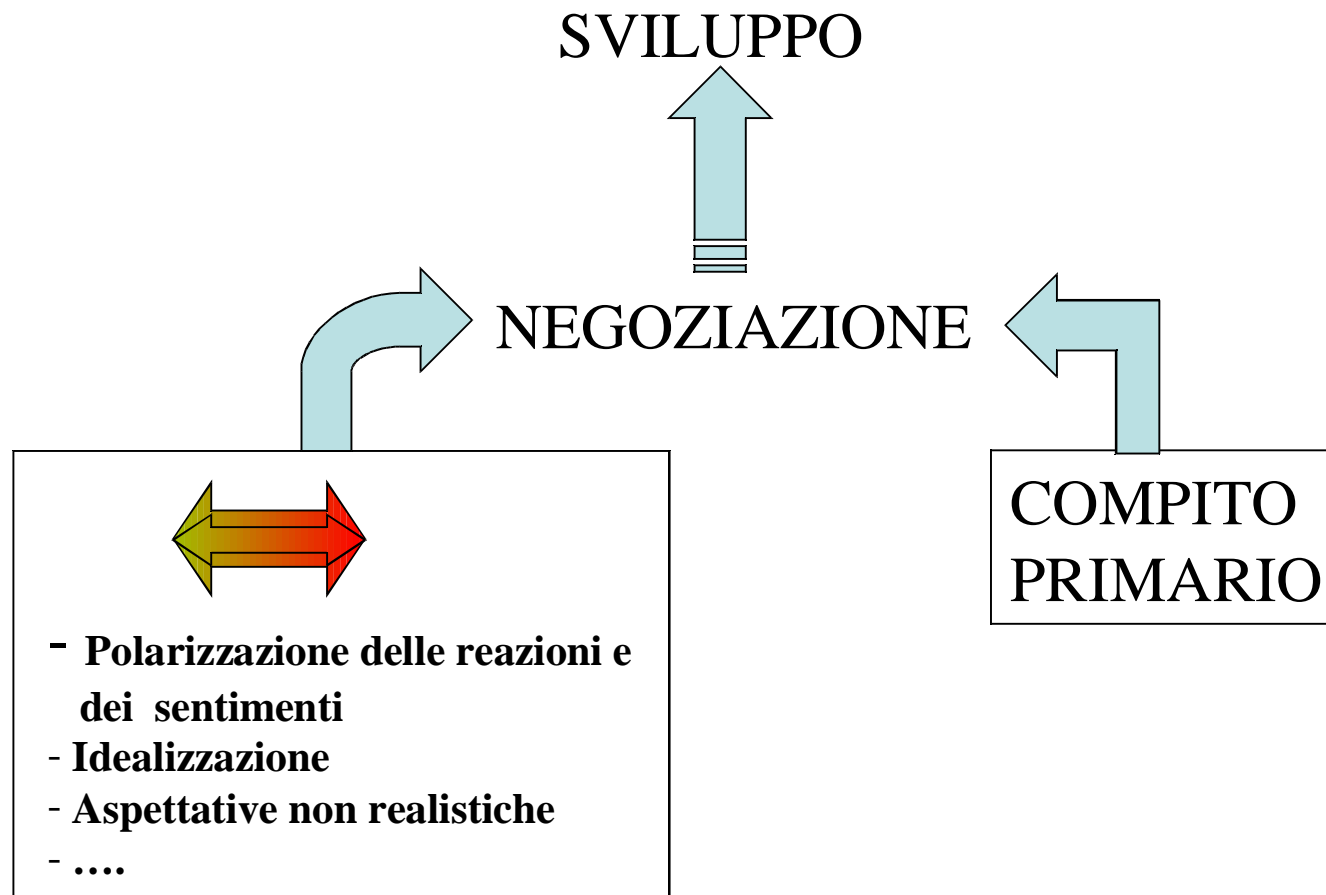 SVILUPPO
NEGOZIAZIONE
- Polarizzazione delle reazioni e
dei sentimenti
- Idealizzazione
- Aspettative non realistiche
- ....
COMPITO
PRIMARIO